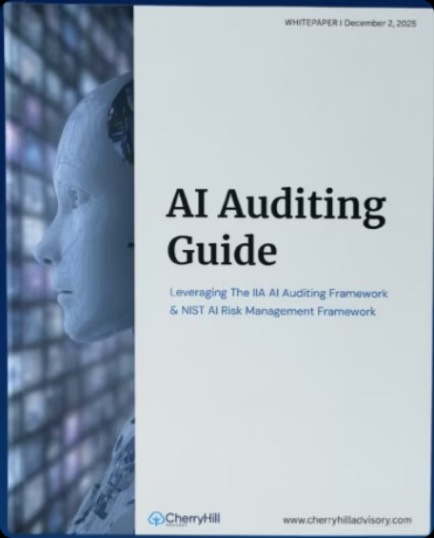 WHITEPAPER I December 2, 2025
AI Auditing
Guide
Leveraging The IIA AI Auditing Framework
& NIST AI Risk Management Framework
CherryHill
ADVISORY
www.cherryhilladvisory.com